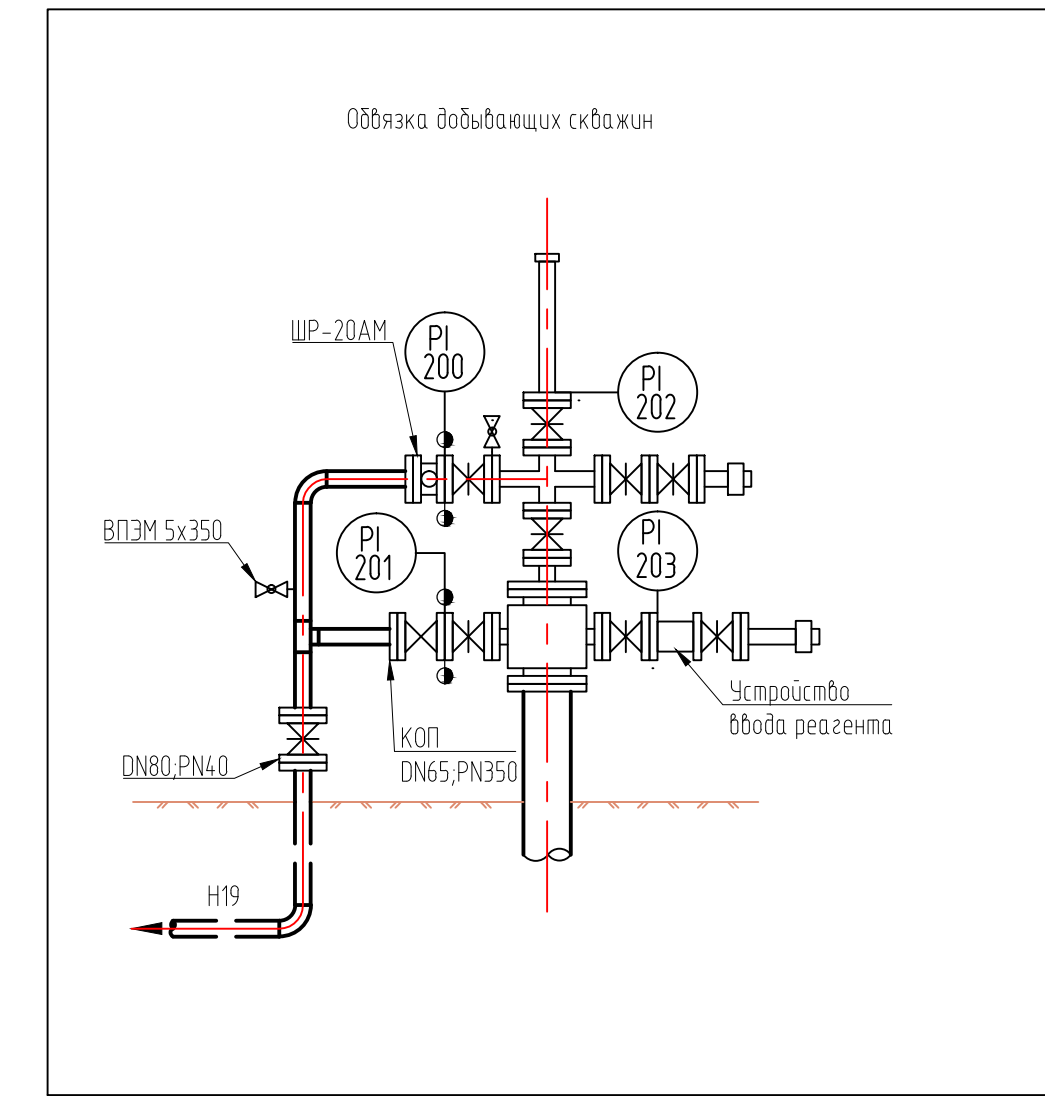 Обвязка добывающих скважин
ШР-20АМ
PI
200
PI
202
ВПЭМ 5х350
PI
201
PI
203
Устройство
ввода реагента
КОП
DN65;PN350
DN80;PN40
Н19